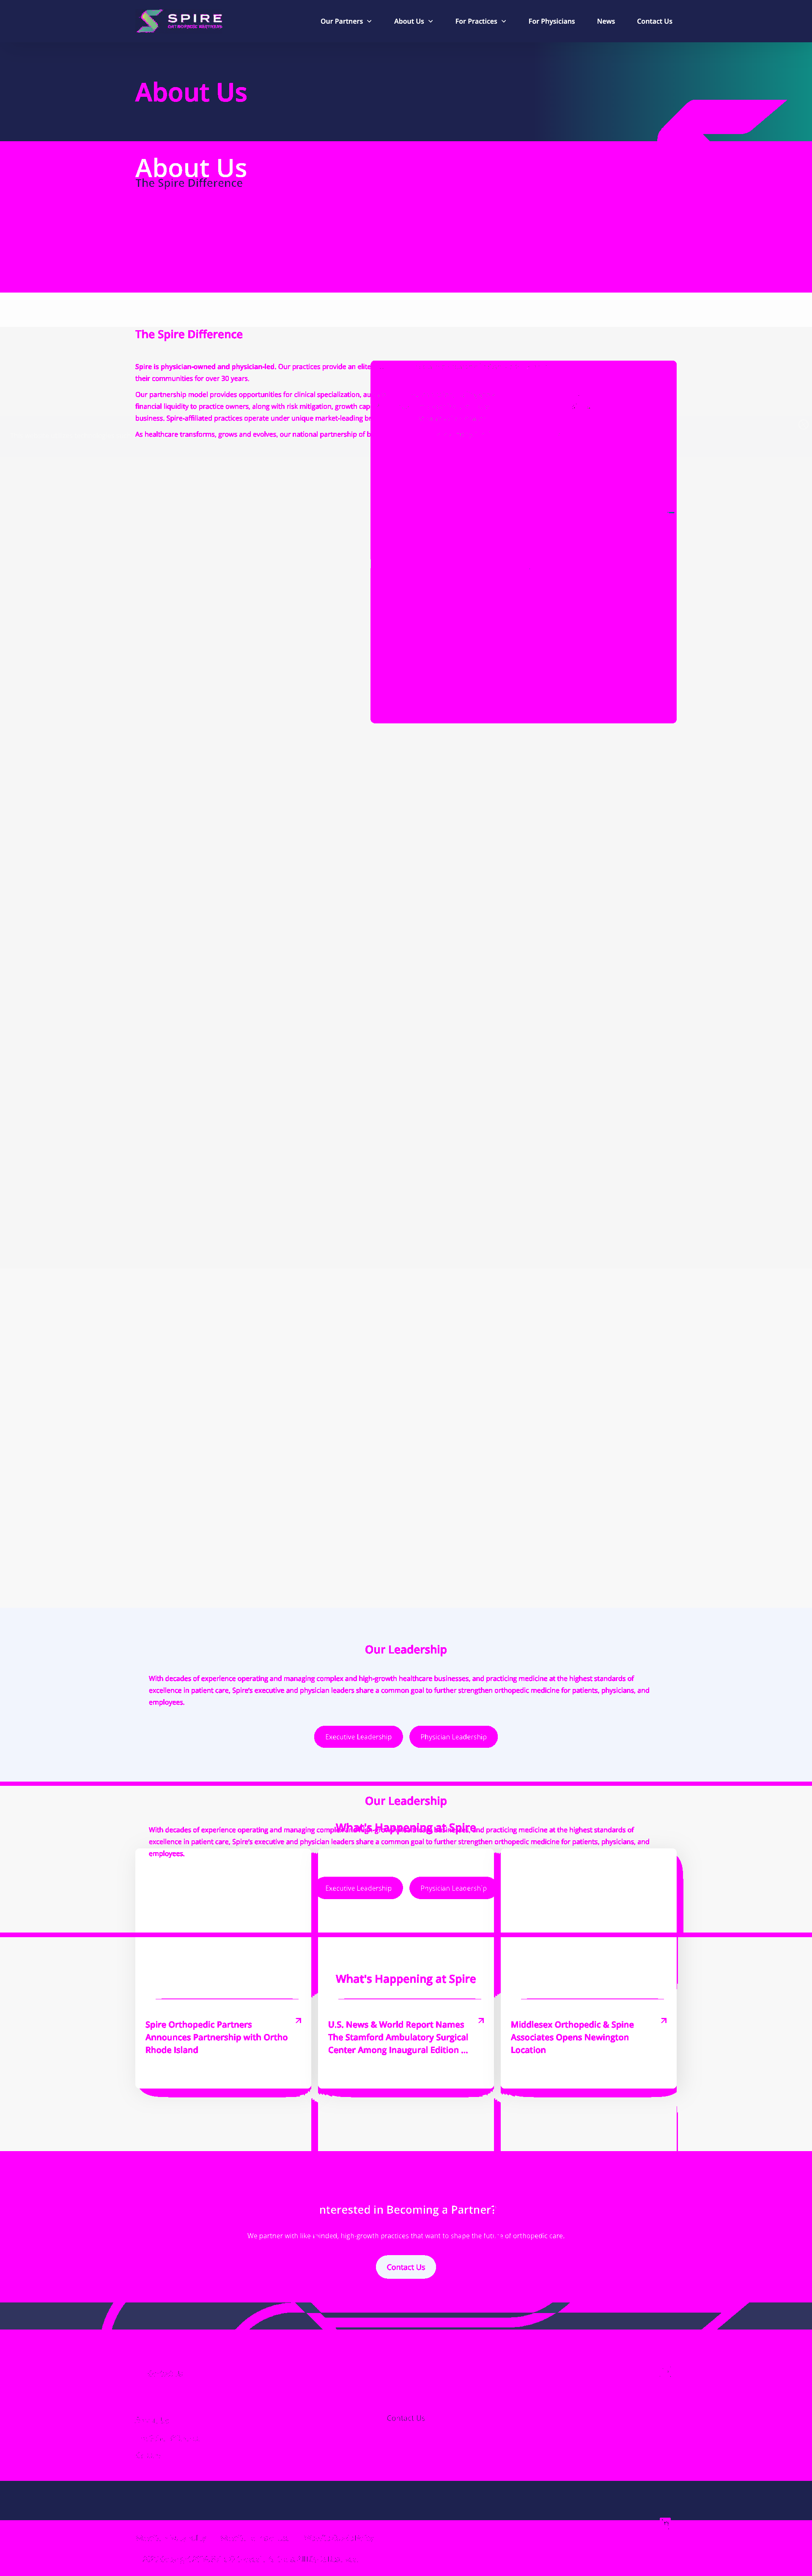 SPIRE
ORTHOPEDIC PARTNERS
Our Partners
About Us
For Practices
For Physicians
News
Contact Us
About Us
About Us
The Spire Difference
The Spire Difference
Spire is physician-owned and physician-led. Our practices provide an elite
their communities for over 30 years.
Our partnership model provides opportunities for clinical specialization,
financial liquidity to practice owners, along with risk mitigation, growth
business. Spire-affiliated practices operate under unique market-leading
As healthcare transforms, grows and evolves, our national partnership of
Our Leadership
With decades of experience operating and managing complex and high-growth healthcare businesses, and practicing medicine at the highest standards of
excellence in patient care, Spire's executive and physician leaders share a common goal to further strengthen orthopedic medicine for patients, physicians, and
employees.
Executive Leadership
Physician Leadership
Our Leadership
What's Happening at Spire
With decades of experience operating and managing complex and high-growth healthcare businesses, and practicing medicine at the highest standards of
excellence in patient care, Spire's executive and physician leaders share a common goal to further strengthen orthopedic medicine for patients, physicians, and
employees.
Executive Leadership
Physician Leadership
What's Happening at Spire
Spire Orthopedic Partners
Announces Partnership with Ortho
Rhode Island
U.S. News & World Report Names
The Stamford Ambulatory Surgical
Center Among Inaugural Edition ...
Middlesex Orthopedic & Spine
Associates Opens Newington
Location
nterested in Becoming a Partner?
We partner with like minded, high-growth practices that want to shape the future of orthopedic care.
Contact Us
Contact Us